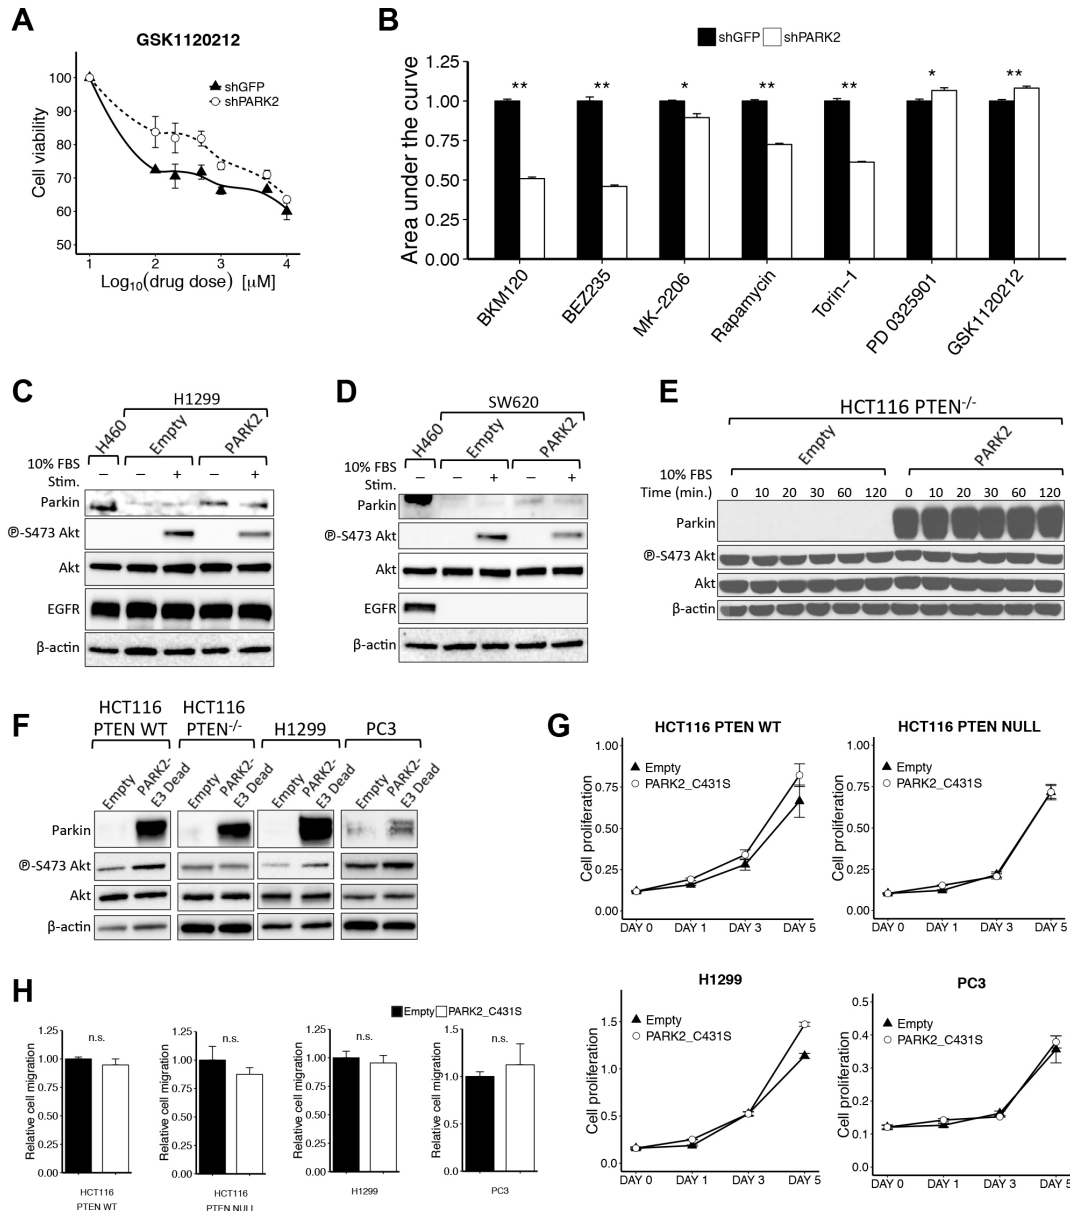 A
GSK1120212
Cell viability
100
90
80
70
60
50
shGFP
shPARK2
1 2 3 4
Log10(drug dose) [µM]
B
shGFP shPARK2
Area under the curve
1.25
1.00
0.75
0.50
0.25
0.00
** ** * ** ** * **
BKM120
BEZ235
MK−2206
Rapamycin
Torin−1
PD 0325901
GSK1120212
C
H1299
H460 Empty PARK2
10% FBS
Stim.
− − + − +
Parkin
Ⓟ-S473 Akt
Akt
EGFR
β-actin
D
SW620
H460 Empty PARK2
10% FBS
Stim.
− − + − +
Parkin
Ⓟ-S473 Akt
Akt
EGFR
β-actin
E
HCT116 PTEN-/-
Empty PARK2
10% FBS
Time (min.) 0 10 20 30 60 120 0 10 20 30 60 120
Parkin
Ⓟ-S473 Akt
Akt
β-actin
F
HCT116
PTEN WT
HCT116
PTEN-/-
H1299
PC3
Empty
PARK2-
E3 Dead
Empty
PARK2-
E3 Dead
Empty
PARK2-
E3 Dead
Empty
PARK2-
E3 Dead
Parkin
Ⓟ-S473 Akt
Akt
β-actin
G
HCT116 PTEN WT
Cell proliferation
1.00
0.75
0.50
0.25
0.00
Empty
PARK2_C431S
DAY 0 DAY 1 DAY 3 DAY 5
HCT116 PTEN NULL
Cell proliferation
1.00
0.75
0.50
0.25
0.00
Empty
PARK2_C431S
DAY 0 DAY 1 DAY 3 DAY 5
H1299
Cell proliferation
1.5
1.0
0.5
0.0
Empty
PARK2_C431S
DAY 0 DAY 1 DAY 3 DAY 5
PC3
Cell proliferation
0.5
0.4
0.3
0.2
0.1
0.0
Empty
PARK2_C431S
DAY 0 DAY 1 DAY 3 DAY 5
H
Empty PARK2_C431S
Relative cell migration
1.25
1.00
0.75
0.50
0.25
0.00
n.s.
HCT116
PTEN WT
Relative cell migration
1.25
1.00
0.75
0.50
0.25
0.00
n.s.
HCT116
PTEN NULL
Relative cell migration
1.25
1.00
0.75
0.50
0.25
0.00
n.s.
H1299
Relative cell migration
1.5
1.0
0.5
0.0
n.s.
PC3